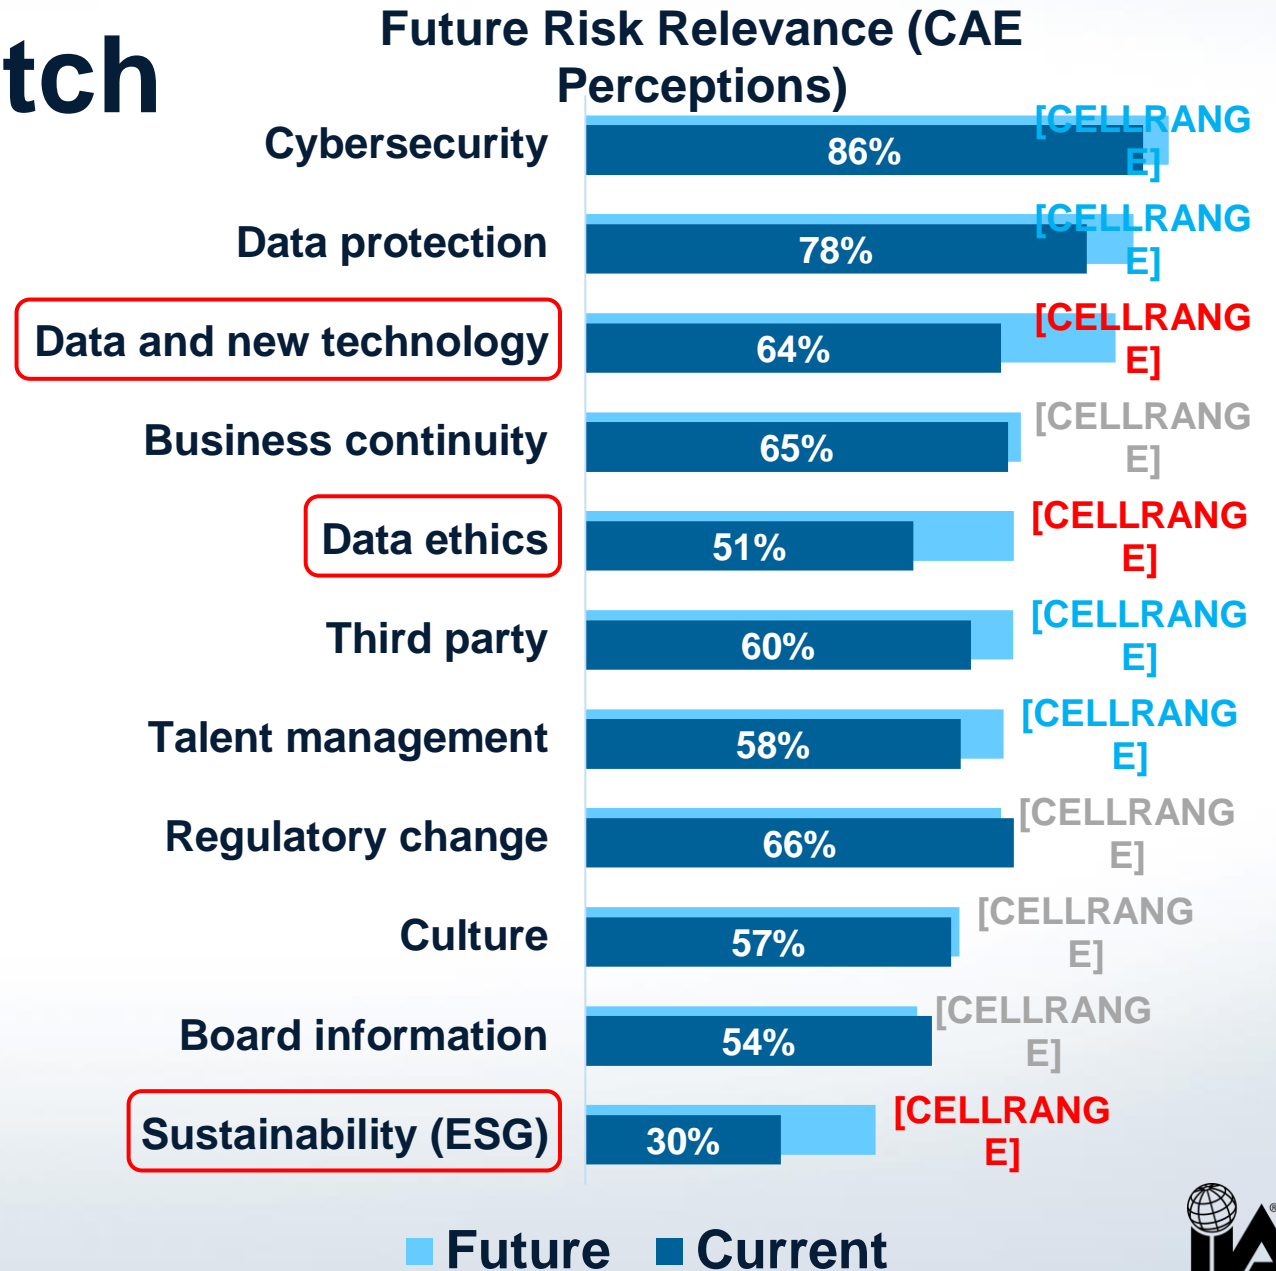 tch
Future Risk Relevance (CAE
Perceptions)
Cybersecurity 86% [CELLRANG
E]
Data protection 78% [CELLRANG
E]
Data and new technology 64% [CELLRANG
E]
Business continuity 65% [CELLRANG
E]
Data ethics 51% [CELLRANG
E]
Third party 60% [CELLRANG
E]
Talent management 58% [CELLRANG
E]
Regulatory change 66% [CELLRANG
E]
Culture 57% [CELLRANG
E]
Board information 54% [CELLRANG
E]
Sustainability (ESG) 30% [CELLRANG
E]
Future Current